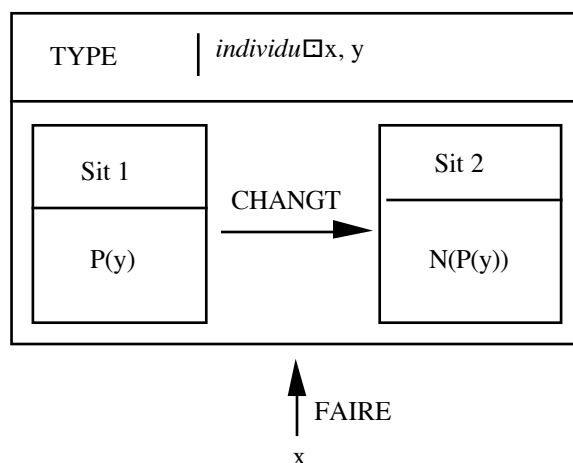 TYPE
individu⊡x, y
Sit 1
Sit 2
CHANGT
P(y)
N(P(y))
FAIRE
x